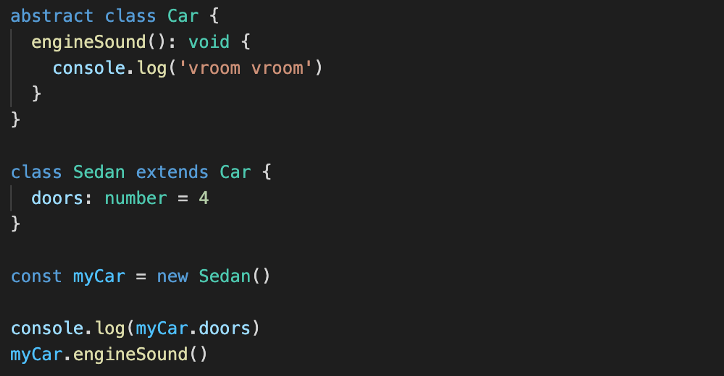 abstract class Car {
  engineSound(): void {
    console.log('vroom vroom')
  }
}

class Sedan extends Car {
  doors: number = 4
}

const myCar = new Sedan()

console.log(myCar.doors)
myCar.engineSound()